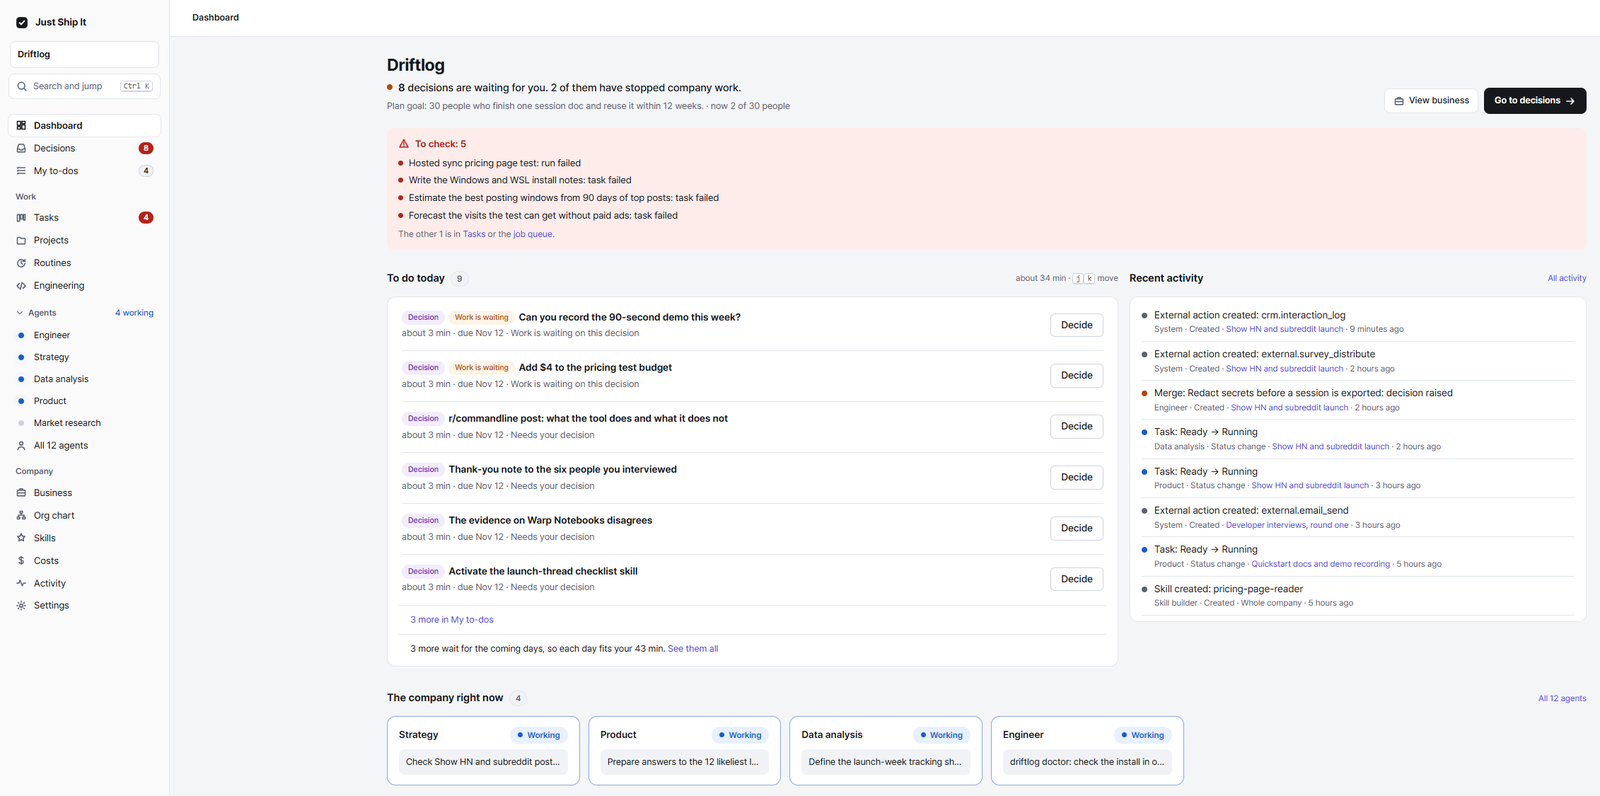 Just Ship It
Driftlog
Search and jump Ctrl K
Dashboard
Decisions 8
My to-dos 4
Work
Tasks 4
Projects
Routines
Engineering
Agents 4 working
Engineer
Strategy
Data analysis
Product
Market research
All 12 agents
Company
Business
Org chart
Skills
Costs
Activity
Settings
Dashboard
Driftlog
8 decisions are waiting for you. 2 of them have stopped company work.
Plan goal: 30 people who finish one session doc and reuse it within 12 weeks. · now 2 of 30 people
View business
Go to decisions →
To check: 5
Hosted sync pricing page test: run failed
Write the Windows and WSL install notes: task failed
Estimate the best posting windows from 90 days of top posts: task failed
Forecast the visits the test can get without paid ads: task failed
The other 1 is in Tasks or the job queue.
To do today 9
about 34 min · j k move
Decision Work is waiting Can you record the 90-second demo this week?
about 3 min · due Nov 12 · Work is waiting on this decision
Decide
Decision Work is waiting Add $4 to the pricing test budget
about 3 min · due Nov 12 · Work is waiting on this decision
Decide
Decision r/commandline post: what the tool does and what it does not
about 3 min · due Nov 12 · Needs your decision
Decide
Decision Thank-you note to the six people you interviewed
about 3 min · due Nov 12 · Needs your decision
Decide
Decision The evidence on Warp Notebooks disagrees
about 3 min · due Nov 12 · Needs your decision
Decide
Decision Activate the launch-thread checklist skill
about 3 min · due Nov 12 · Needs your decision
Decide
3 more in My to-dos
3 more wait for the coming days, so each day fits your 43 min. See them all
Recent activity
All activity
External action created: crm.interaction_log
System · Created · Show HN and subreddit launch · 9 minutes ago
External action created: external.survey_distribute
System · Created · Show HN and subreddit launch · 2 hours ago
Merge: Redact secrets before a session is exported: decision raised
Engineer · Created · Show HN and subreddit launch · 2 hours ago
Task: Ready → Running
Data analysis · Status change · Show HN and subreddit launch · 2 hours ago
Task: Ready → Running
Product · Status change · Show HN and subreddit launch · 3 hours ago
External action created: external.email_send
System · Created · Developer interviews, round one · 3 hours ago
Task: Ready → Running
Product · Status change · Quickstart docs and demo recording · 5 hours ago
Skill created: pricing-page-reader
Skill builder · Created · Whole company · 5 hours ago
The company right now 4
All 12 agents
Strategy Working
Check Show HN and subreddit post...
Product Working
Prepare answers to the 12 likeliest l...
Data analysis Working
Define the launch-week tracking sh...
Engineer Working
driftlog doctor: check the install in o...